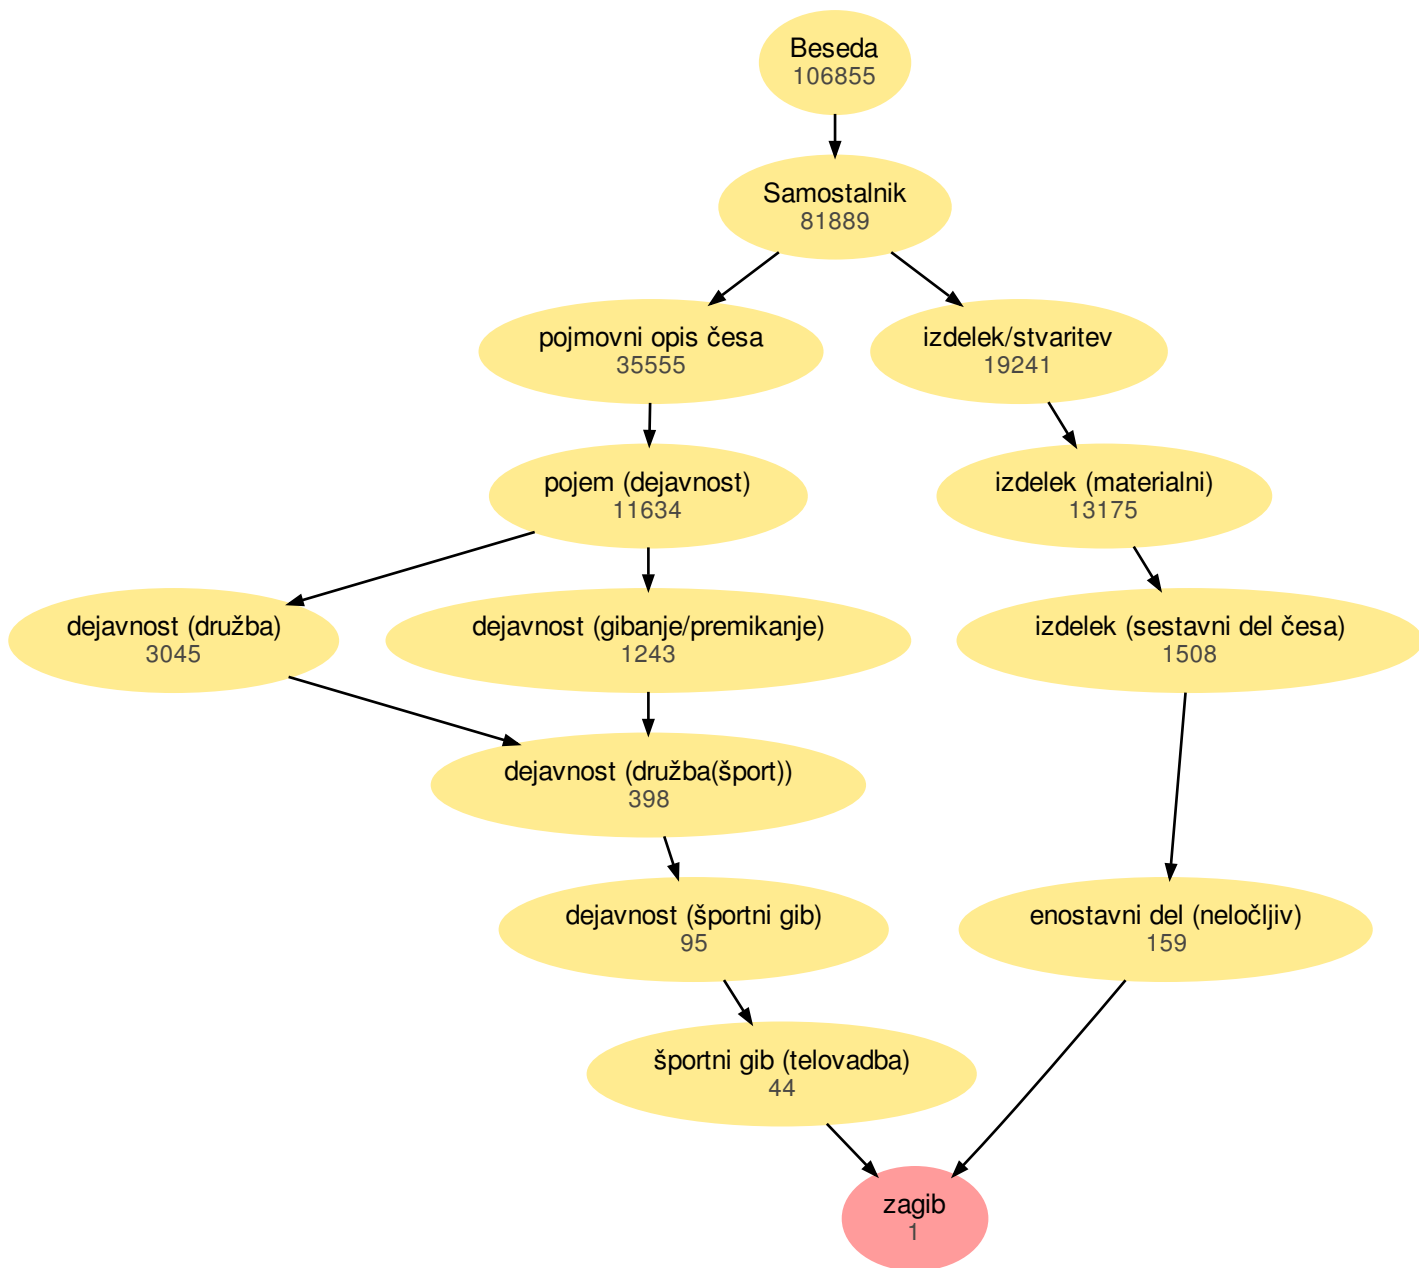 Beseda
106855
Samostalnik
81889
pojmovni opis česa
35555
izdelek/stvaritev
19241
pojem (dejavnost)
11634
izdelek (materialni)
13175
dejavnost (družba)
3045
dejavnost (gibanje/premikanje)
1243
izdelek (sestavni del česa)
1508
dejavnost (družba(šport))
398
dejavnost (športni gib)
95
enostavni del (neločljiv)
159
športni gib (telovadba)
44
zagib
1